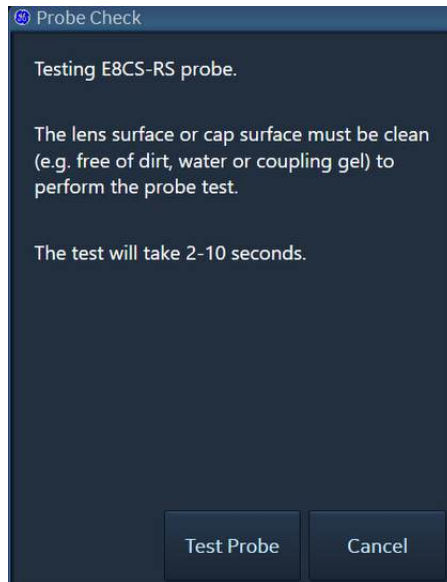 Probe Check
Testing E8CS-RS probe.
The lens surface or cap surface must be clean
(e.g. free of dirt, water or coupling gel) to
perform the probe test.
The test will take 2-10 seconds.
Test Probe
Cancel